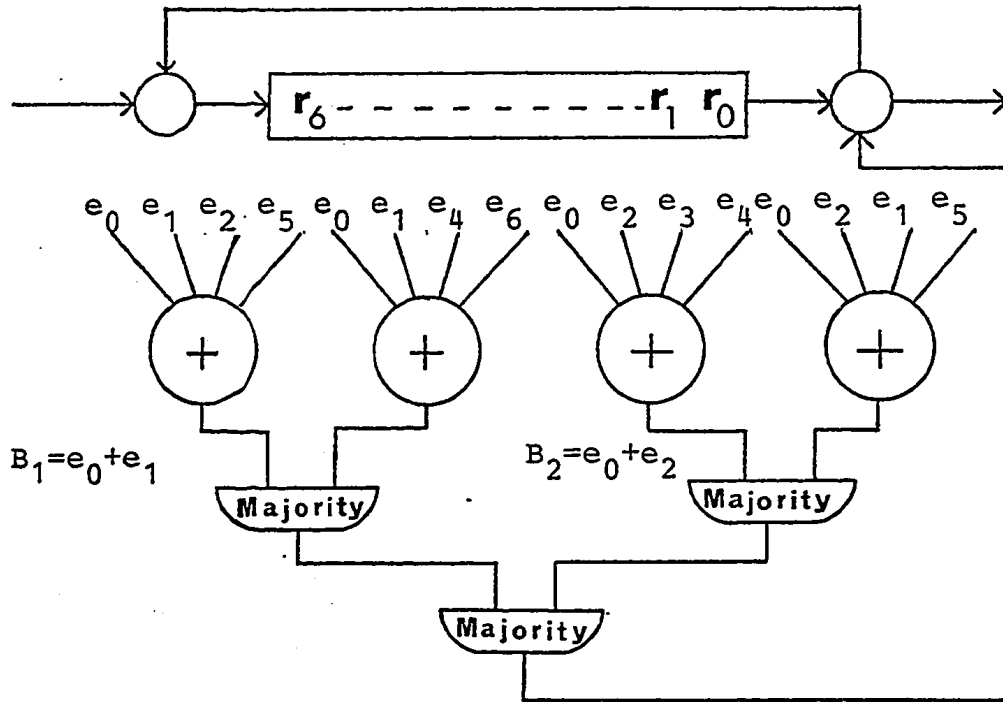 r₆ r₁ r₀
e₀ e₁ e₂ e₅ e₀ e₁ e₄ e₆ e₀ e₂ e₃ e₄ e₀ e₂ e₁ e₅
+ + + +
B₁=e₀+e₁ B₂=e₀+e₂
Majority Majority
Majority